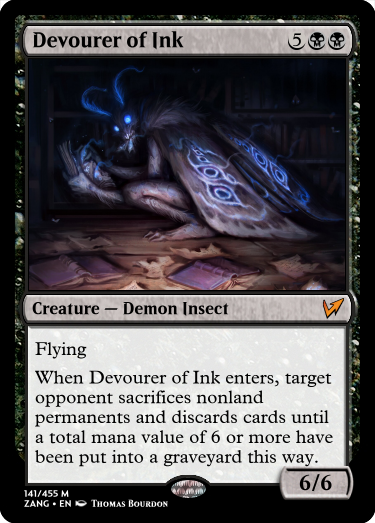 Devourer of Ink 5
Creature — Demon Insect
Flying
When Devourer of Ink enters, target
opponent sacrifices nonland
permanents and discards cards until
a total mana value of 6 or more have
been put into a graveyard this way.
6/6
141/455 M
ZANG • EN Thomas Bourdon